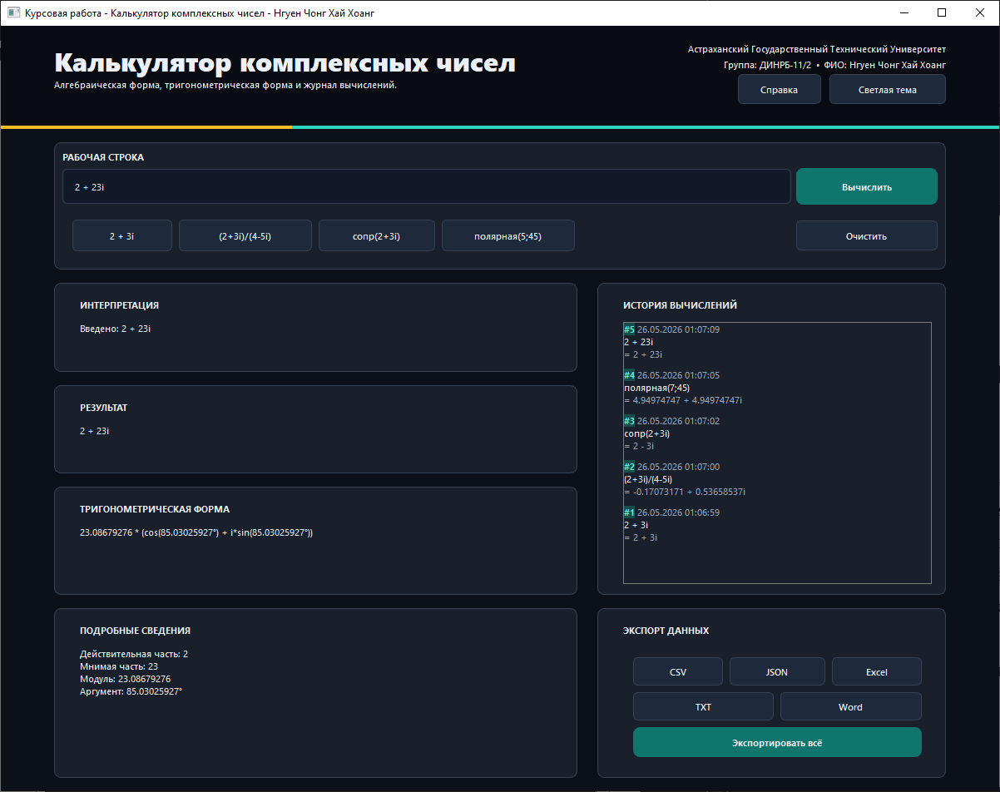 Курсовая работа - Калькулятор комплексных чисел - Нгуен Чонг Хай Хоанг
Калькулятор комплексных чисел
Алгебраическая форма, тригонометрическая форма и журнал вычислений.
Астраханский Государственный Технический Университет
Группа: ДИНРБ-11/2 • ФИО: Нгуен Чонг Хай Хоанг
Справка
Светлая тема
РАБОЧАЯ СТРОКА
2 + 23i
Вычислить
2 + 3i
(2+3i)/(4-5i)
сопр(2+3i)
полярная(5;45)
Очистить
ИНТЕРПРЕТАЦИЯ
Введено: 2 + 23i
РЕЗУЛЬТАТ
2 + 23i
ТРИГОНОМЕТРИЧЕСКАЯ ФОРМА
23.08679276 * (cos(85.03025927°) + i*sin(85.03025927°))
ПОДРОБНЫЕ СВЕДЕНИЯ
Действительная часть: 2
Мнимая часть: 23
Модуль: 23.08679276
Аргумент: 85.03025927°
ИСТОРИЯ ВЫЧИСЛЕНИЙ
#5 26.05.2026 01:07:09
2 + 23i
= 2 + 23i
#4 26.05.2026 01:07:05
полярная(7;45)
= 4.94974747 + 4.94974747i
#3 26.05.2026 01:07:02
сопр(2+3i)
= 2 - 3i
#2 26.05.2026 01:07:00
(2+3i)/(4-5i)
= -0.17073171 + 0.53658537i
#1 26.05.2026 01:06:59
2 + 3i
= 2 + 3i
ЭКСПОРТ ДАННЫХ
CSV
JSON
Excel
TXT
Word
Экспортировать всё